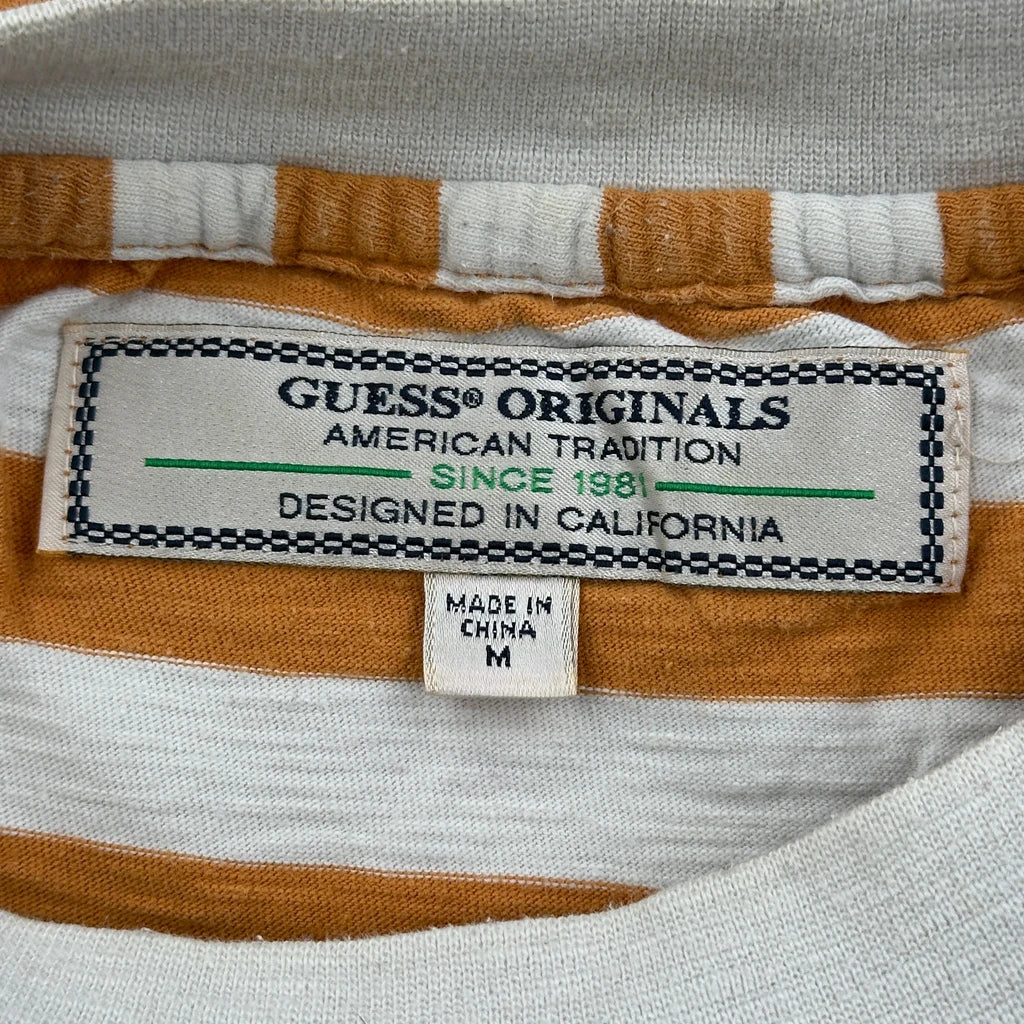 GUESS® ORIGINALS
AMERICAN TRADITION
SINCE 1981
DESIGNED IN CALIFORNIA
MADE IN
CHINA
M